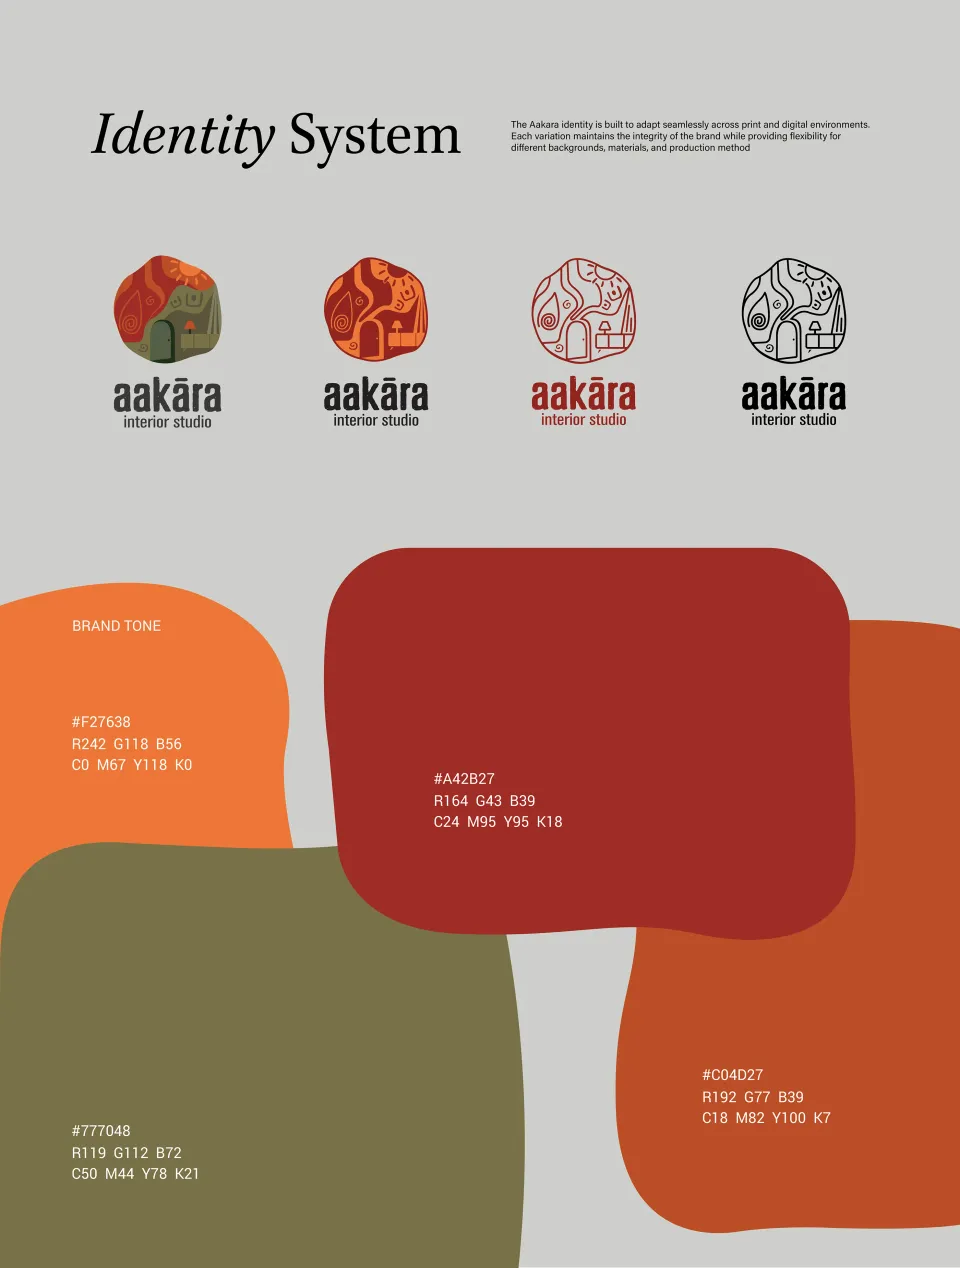 Identity System
The Aakara identity is built to adapt seamlessly across print and digital environments.
Each variation maintains the integrity of the brand while providing flexibility for
different backgrounds, materials, and production method
aakāra
interior studio
aakāra
interior studio
aakāra
interior studio
aakāra
interior studio
BRAND TONE
#F27638
R242 G118 B56
C0 M67 Y118 K0
#A42B27
R164 G43 B39
C24 M95 Y95 K18
#C04D27
R192 G77 B39
C18 M82 Y100 K7
#777048
R119 G112 B72
C50 M44 Y78 K21